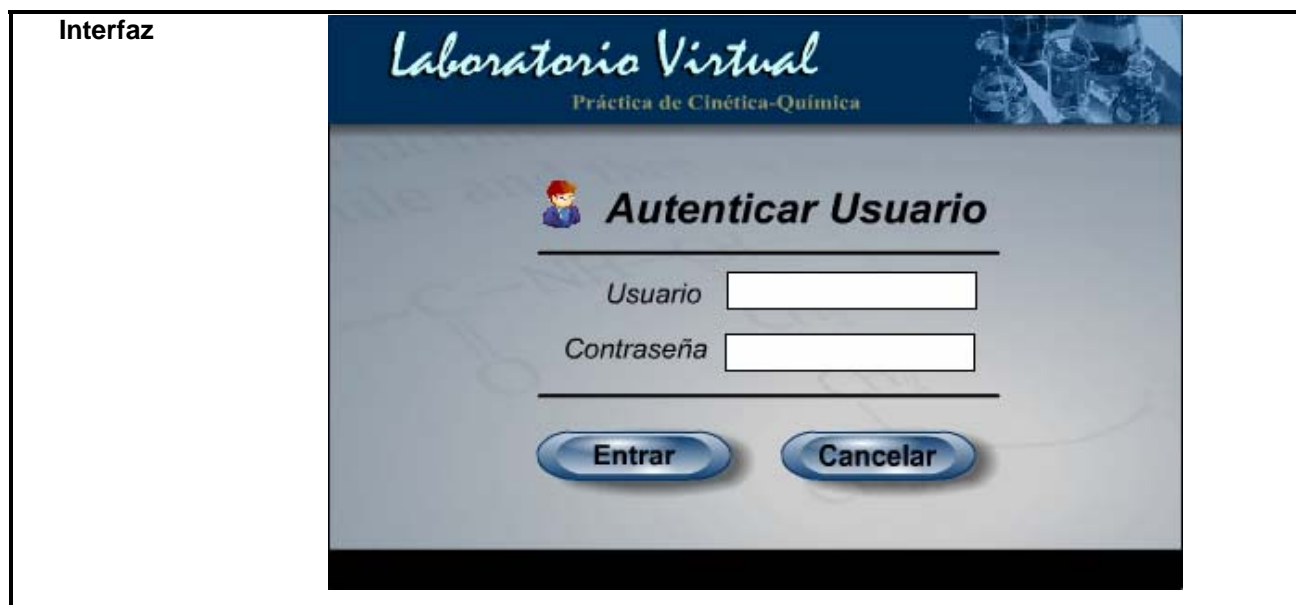 Interfaz
Laboratorio Virtual
Práctica de Cinética-Química
Autenticar Usuario
Usuario
Contraseña
Entrar
Cancelar